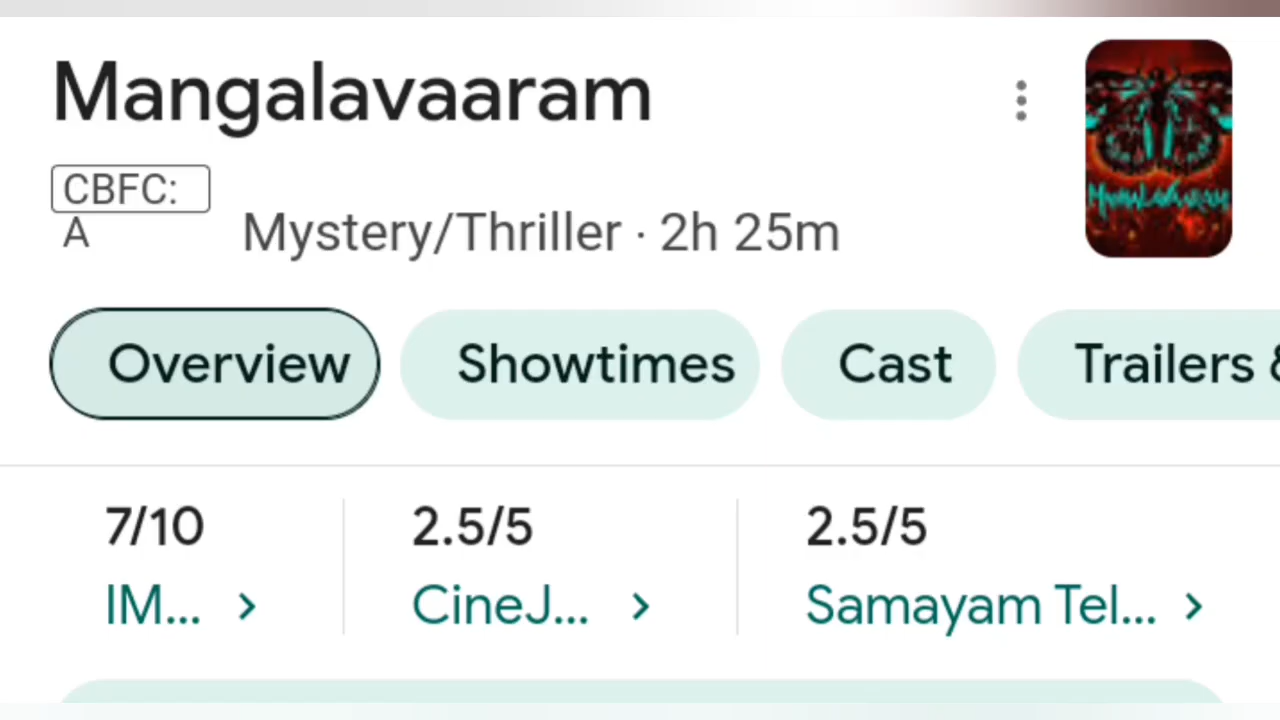 Mangalavaaram
CBFC:
A
Mystery/Thriller · 2h 25m
MANGALAVAARAM
Overview
Showtimes
Cast
Trailers &
7/10
2.5/5
2.5/5
IM...
CineJ...
Samayam Tel...